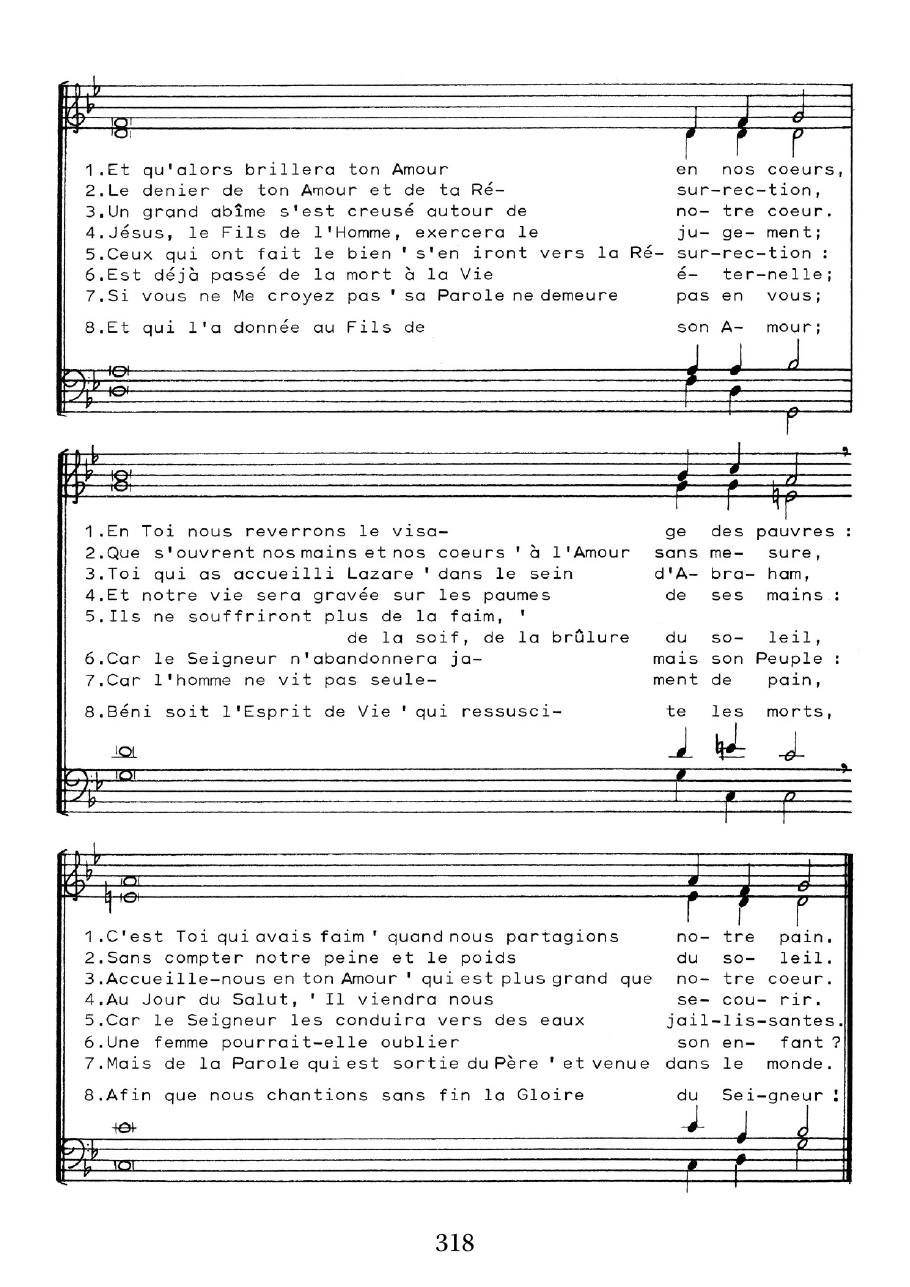 1.Et qu'alors brillera ton Amour en nos coeurs,
2.Le denier de ton Amour et de ta Ré- sur-rec-tion,
3.Un grand abîme s'est creusé autour de no- tre coeur.
4.Jésus, le Fils de l'Homme, exercera le ju- ge- ment;
5.Ceux qui ont fait le bien ' s'en iront vers la Ré- sur-rec-tion :
6.Est déjà passé de la mort à la Vie é- ter-nelle;
7.Si vous ne Me croyez pas ' sa Parole ne demeure pas en vous;
8.Et qui l'a donnée au Fils de son A- mour;
1.En Toi nous reverrons le visa- ge des pauvres :
2.Que s'ouvrent nos mains et nos coeurs ' à l'Amour sans me- sure,
3.Toi qui as accueilli Lazare ' dans le sein d'A- bra- ham,
4.Et notre vie sera gravée sur les paumes de ses mains :
5.Ils ne souffriront plus de la faim, '
de la soif, de la brûlure du so- leil,
6.Car le Seigneur n'abandonnera ja- mais son Peuple :
7.Car l'homme ne vit pas seule- ment de pain,
8.Béni soit l'Esprit de Vie ' qui ressusci- te les morts,
1.C'est Toi qui avais faim ' quand nous partagions no- tre pain.
2.Sans compter notre peine et le poids du so- leil.
3.Accueille-nous en ton Amour ' qui est plus grand que no- tre coeur.
4.Au Jour du Salut, ' Il viendra nous se- cou- rir.
5.Car le Seigneur les conduira vers des eaux jail-lis-santes.
6.Une femme pourrait-elle oublier son en- fant ?
7.Mais de la Parole qui est sortie du Père ' et venue dans le monde.
8.Afin que nous chantions sans fin la Gloire du Sei-gneur !
318